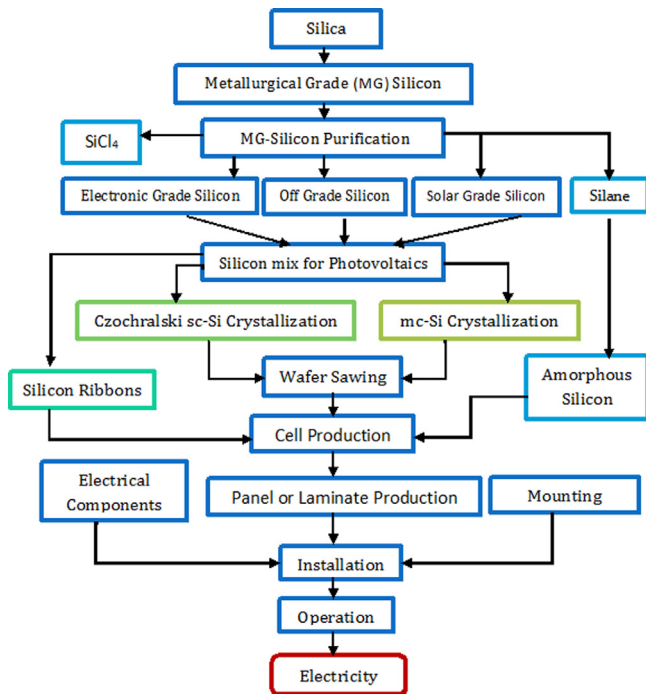 Silica
Metallurgical Grade (MG) Silicon
SiCl₄
MG-Silicon Purification
Electronic Grade Silicon
Off Grade Silicon
Solar Grade Silicon
Silane
Silicon mix for Photovoltaics
Czochralski sc-Si Crystallization
mc-Si Crystallization
Silicon Ribbons
Wafer Sawing
Amorphous
Silicon
Cell Production
Electrical
Components
Panel or Laminate Production
Mounting
Installation
Operation
Electricity